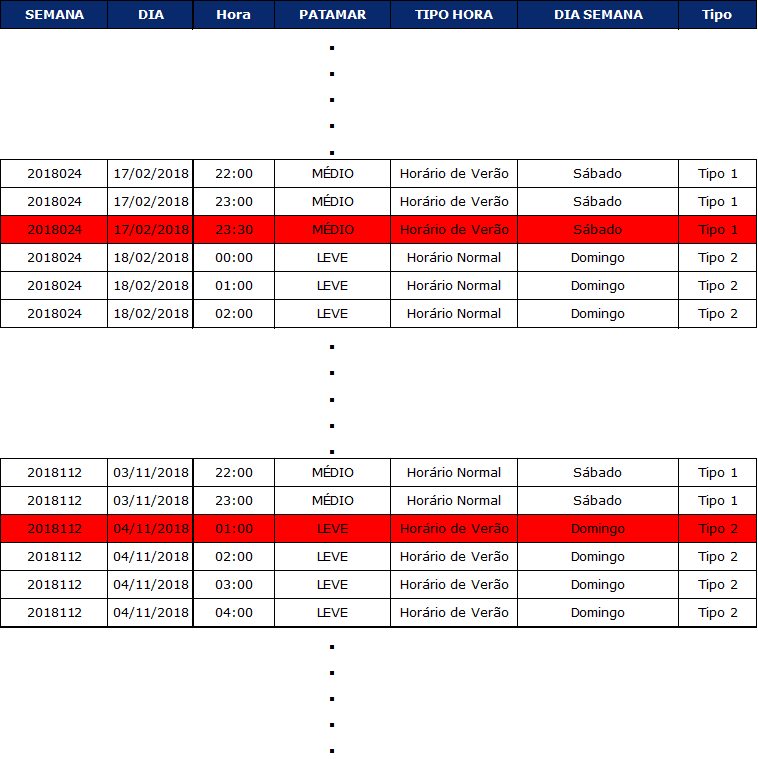 SEMANA DIA Hora PATAMAR TIPO HORA DIA SEMANA Tipo
2018024 17/02/2018 22:00 MÉDIO Horário de Verão Sábado Tipo 1
2018024 17/02/2018 23:00 MÉDIO Horário de Verão Sábado Tipo 1
2018024 17/02/2018 23:30 MÉDIO Horário de Verão Sábado Tipo 1
2018024 18/02/2018 00:00 LEVE Horário Normal Domingo Tipo 2
2018024 18/02/2018 01:00 LEVE Horário Normal Domingo Tipo 2
2018024 18/02/2018 02:00 LEVE Horário Normal Domingo Tipo 2
2018112 03/11/2018 22:00 MÉDIO Horário Normal Sábado Tipo 1
2018112 03/11/2018 23:00 MÉDIO Horário Normal Sábado Tipo 1
2018112 04/11/2018 01:00 LEVE Horário de Verão Domingo Tipo 2
2018112 04/11/2018 02:00 LEVE Horário de Verão Domingo Tipo 2
2018112 04/11/2018 03:00 LEVE Horário de Verão Domingo Tipo 2
2018112 04/11/2018 04:00 LEVE Horário de Verão Domingo Tipo 2